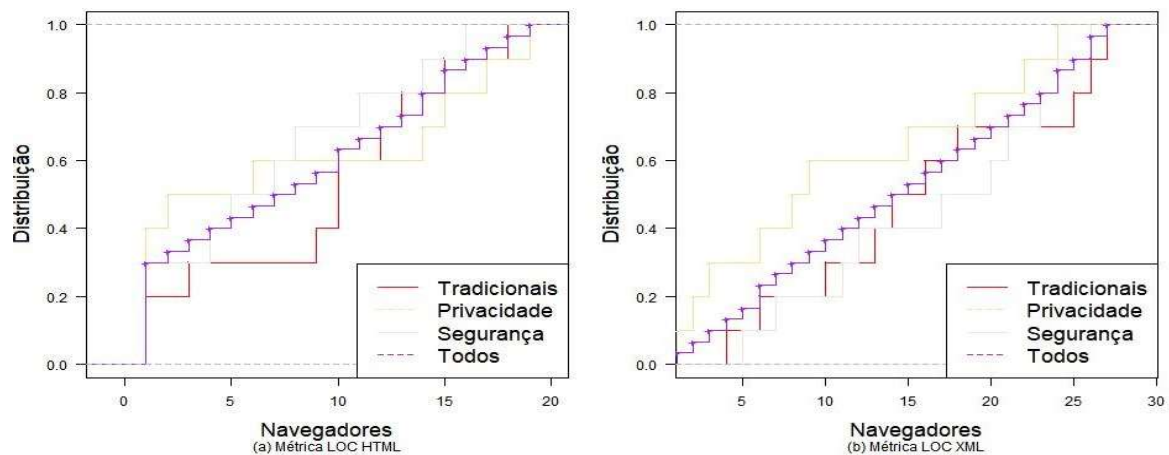 1.0
0.8
0.6
0.4
0.2
0.0
Distribuição
0 5 10 15 20
Navegadores
(a) Métrica LOC HTML
Tradicionais
Privacidade
Segurança
Todos
1.0
0.8
0.6
0.4
0.2
0.0
Distribuição
5 10 15 20 25 30
Navegadores
(b) Métrica LOC XML
Tradicionais
Privacidade
Segurança
Todos